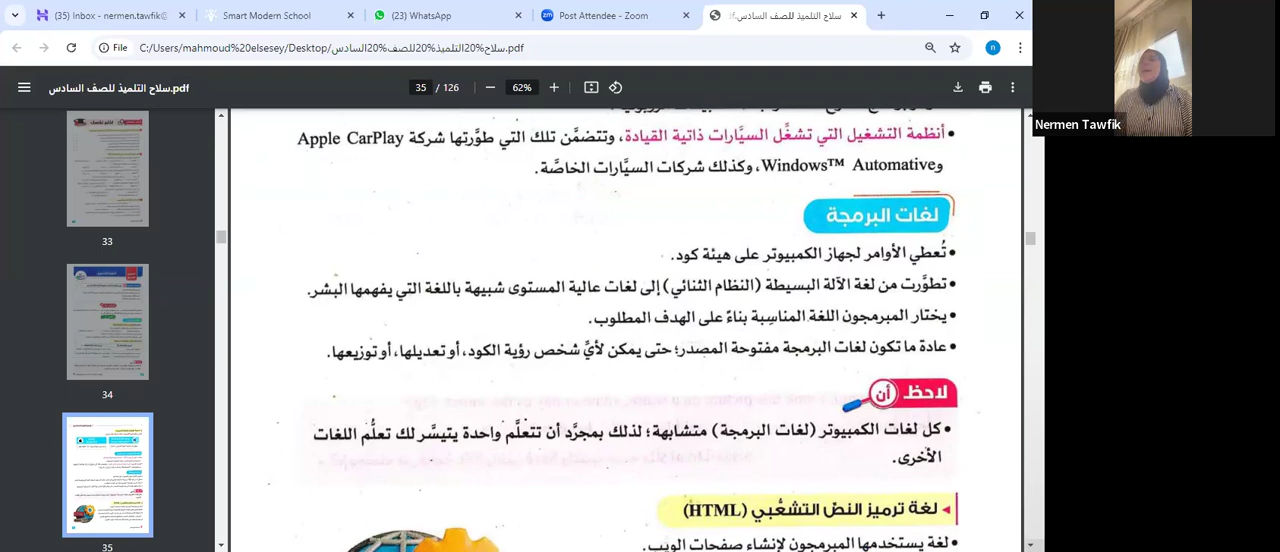 (35) Inbox - nermen.tawfik@
Smart Modern School
(23) WhatsApp
Post Attendee - Zoom
سلاح التلميذ للصف السادس.f
File
C:/Users/mahmoud%20elsesey/Desktop/سلاح%20التلميذ%20للصف%20السادس.pdf
سلاح التلميذ للصف السادس.pdf
35 / 126
62%
Nermen Tawfik
33
34
35
أنظمة التشغيل التي تشغِّل السيَّارات ذاتية القيادة، وتتضمَّن تلك التي طوَّرتها شركة Apple CarPlay
وWindows™ Automative، وكذلك شركات السيَّارات الخاصَّة.
لغات البرمجة
تُعطي الأوامر لجهاز الكمبيوتر على هيئة كود.
تطوَّرت من لغة الآلة البسيطة (النظام الثنائي) إلى لغات عالية المستوى شبيهة باللغة التي يفهمها البشر.
يختار المبرمجون اللغة المناسبة بناءً على الهدف المطلوب.
عادة ما تكون لغات البرمجة مفتوحة المصدر؛ حتى يمكن لأيِّ شخص رؤية الكود، أو تعديلها، أو توزيعها.
لاحظ أن
كل لغات الكمبيوتر (لغات البرمجة) متشابهة؛ لذلك بمجرَّد تعلُّم واحدة يتيسَّر لك تعلُّم اللغات
الأخرى.
لغة ترميز النص التشعُّبي (HTML)
لغة يستخدمها المبرمجون لإنشاء صفحات الويب.